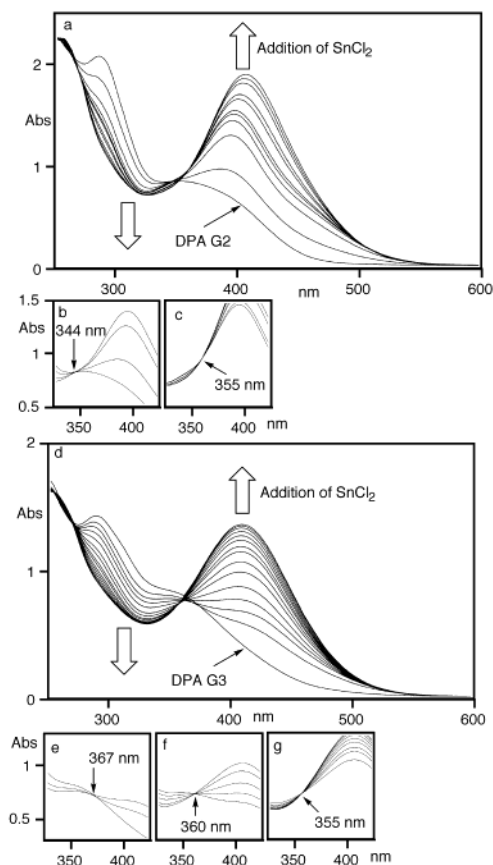 a
Addition of SnCl2
2
Abs
1
DPA G2
0
300 400 500 600
nm
1.5
b
c
344 nm
Abs
1
355 nm
0.5
350 400 350 400 nm
2
d
Addition of SnCl2
Abs
1
DPA G3
0
300 400 500 600
nm
Abs
e
f
g
367 nm
1
360 nm
355 nm
0.5
350 400 350 400 350 400 nm